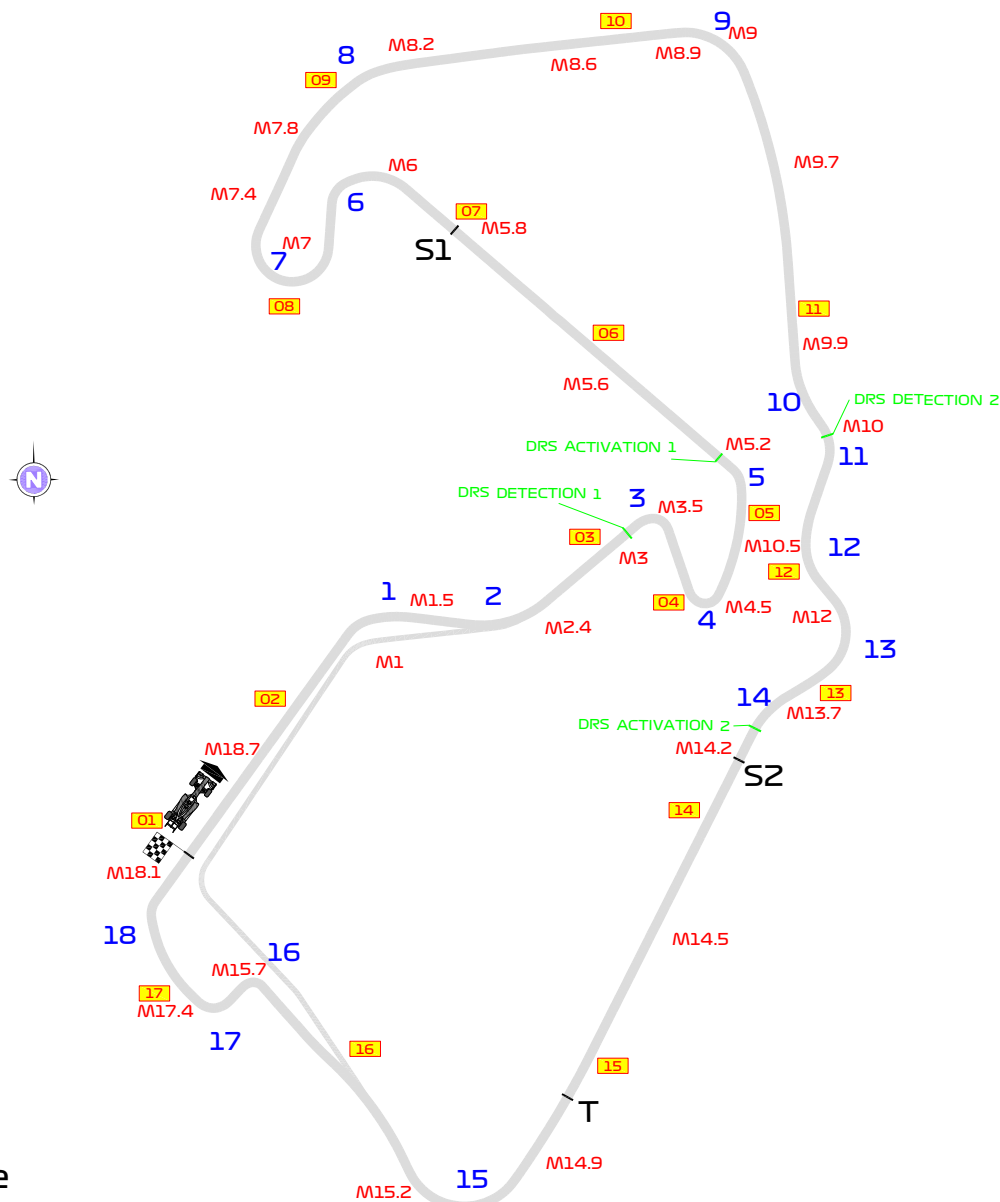 10
9
M9
M8.2
8
M8.9
M8.6
09
M7.8
M9.7
M6
M7.4
6
07
M5.8
S1
M7
7
08
11
06
M9.9
M5.6
10
DRS DETECTION 2
M10
M5.2
DRS ACTIVATION 1
11
N
5
DRS DETECTION 1
3
M3.5
05
03
M10.5
12
M3
12
1
M1.5
2
04
M4.5
4
M12
M2.4
13
M1
02
14
13
M13.7
DRS ACTIVATION 2
M18.7
M14.2
S2
14
01
M18.1
18
M14.5
16
M15.7
17
M17.4
17
16
15
T
M14.9
15
M15.2
e